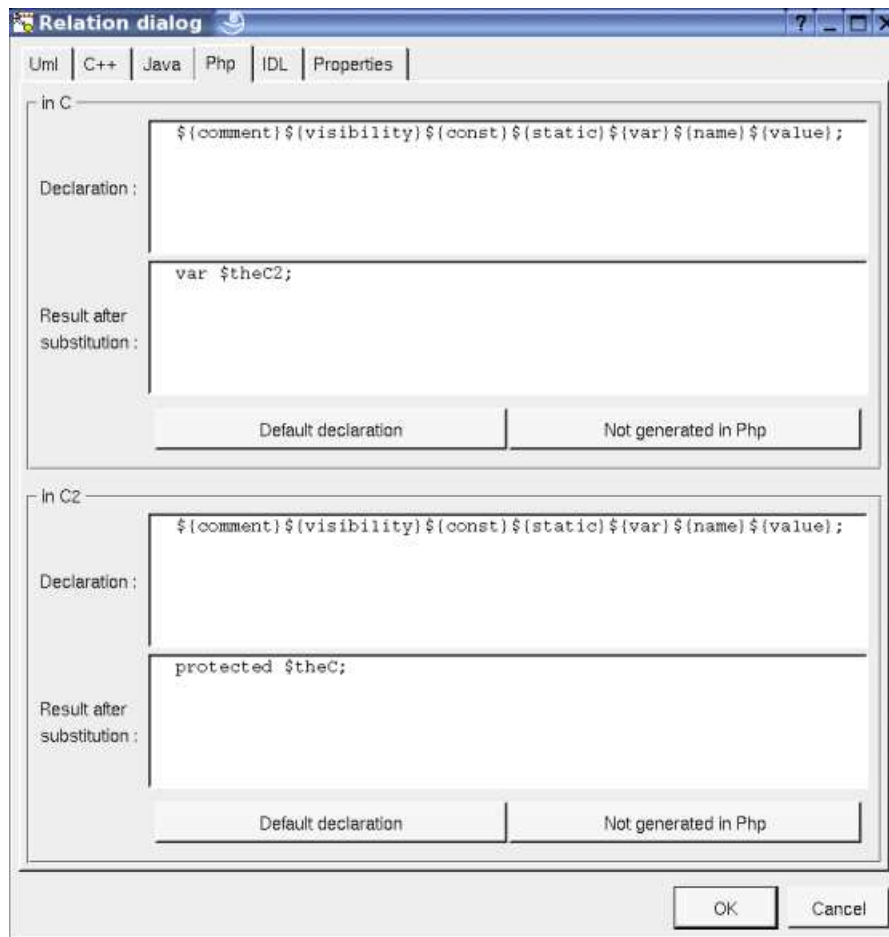 Relation dialog
Uml C++ Java Php IDL Properties
in C
${comment}${visibility}${const}${static}${var}${name}${value};
Declaration :
var $theC2;
Result after
substitution :
Default declaration Not generated in Php
in C2
${comment}${visibility}${const}${static}${var}${name}${value};
Declaration :
protected $theC;
Result after
substitution :
Default declaration Not generated in Php
OK Cancel